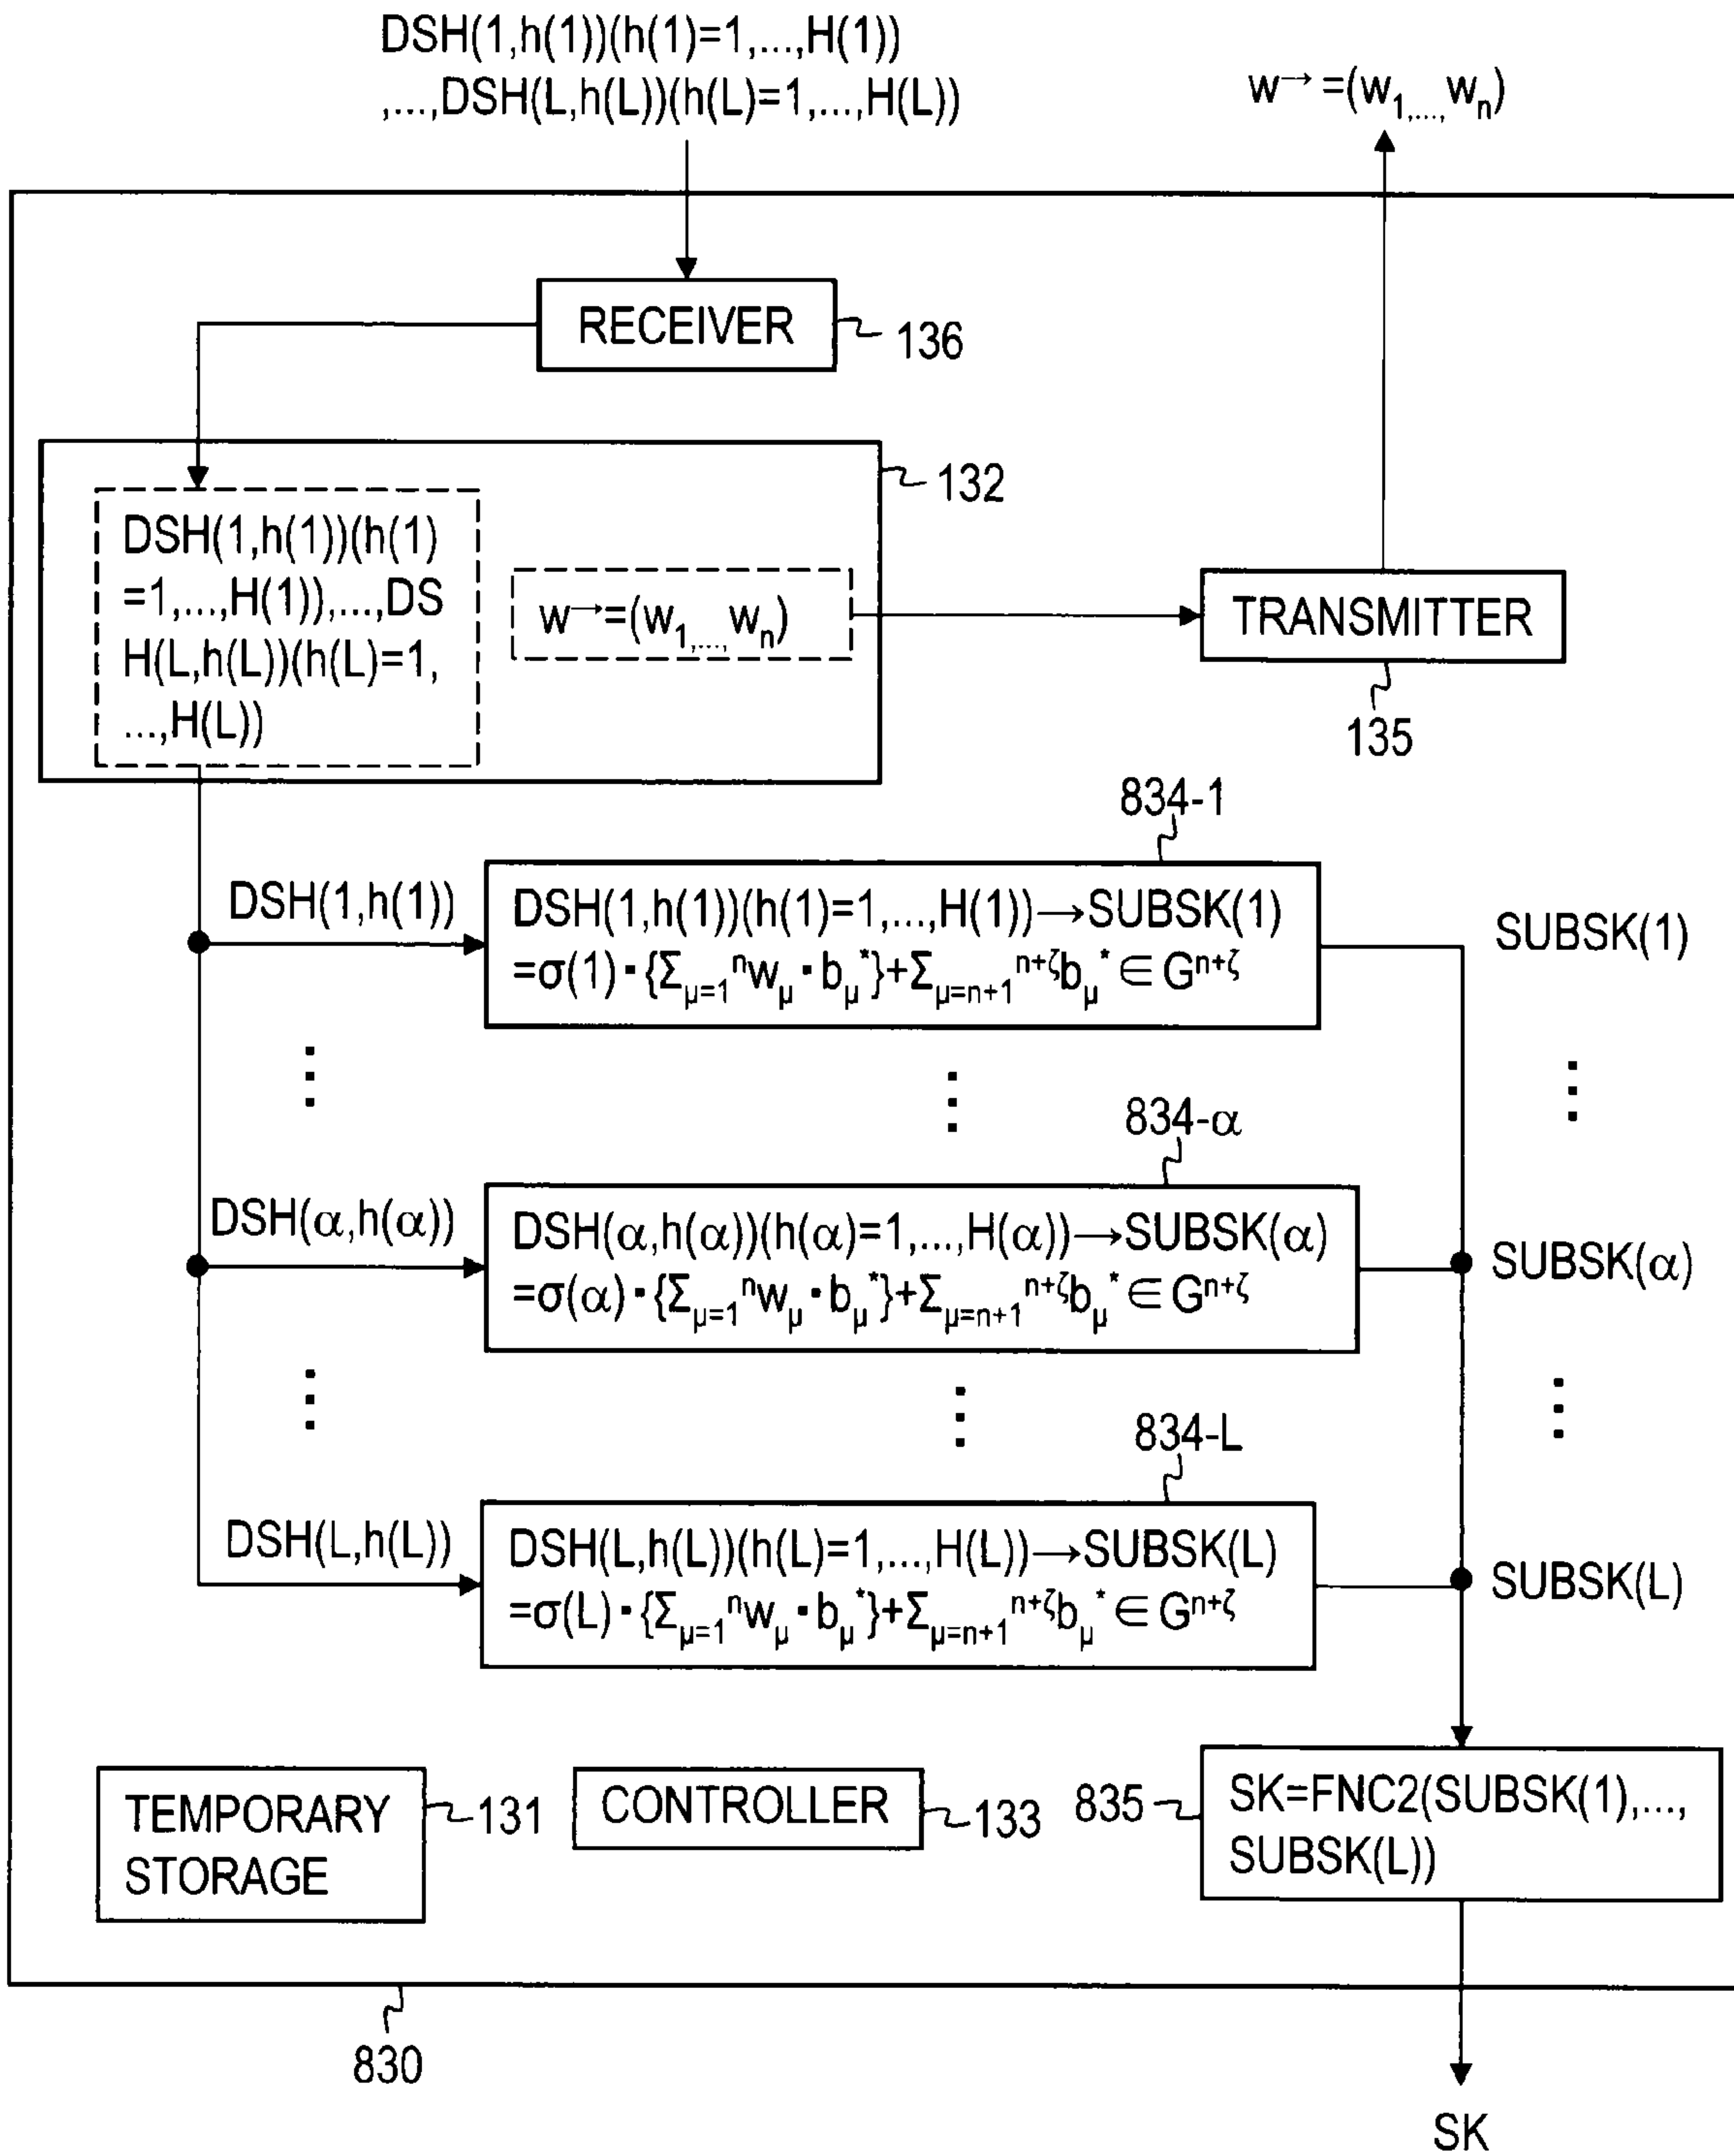 DSH(1,h(1))(h(1)=1,...,H(1))
,...,DSH(L,h(L))(h(L)=1,...,H(L))
w→=(w1,..., wn)
RECEIVER
136
132
DSH(1,h(1))(h(1)
=1,...,H(1)),...,DS
H(L,h(L))(h(L)=1,
...,H(L))
w→=(w1,..., wn)
TRANSMITTER
135
834-1
DSH(1,h(1))
DSH(1,h(1))(h(1)=1,...,H(1))→SUBSK(1)
=σ(1)·{Σμ=1nwμ·bμ*}+Σμ=n+1n+ζbμ*∈Gn+ζ
SUBSK(1)
834-α
DSH(α,h(α))
DSH(α,h(α))(h(α)=1,...,H(α))→SUBSK(α)
=σ(α)·{Σμ=1nwμ·bμ*}+Σμ=n+1n+ζbμ*∈Gn+ζ
SUBSK(α)
834-L
DSH(L,h(L))
DSH(L,h(L))(h(L)=1,...,H(L))→SUBSK(L)
=σ(L)·{Σμ=1nwμ·bμ*}+Σμ=n+1n+ζbμ*∈Gn+ζ
SUBSK(L)
TEMPORARY
STORAGE
131
CONTROLLER
133
835
SK=FNC2(SUBSK(1),...,
SUBSK(L))
830
SK